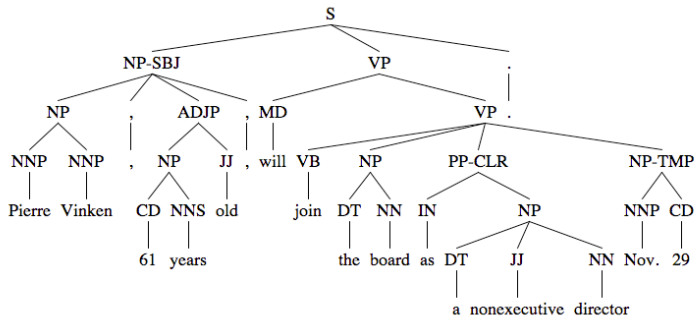 S
NP-SBJ VP .
NP , ADJP , MD VP .
NNP NNP , NP JJ , will VB NP PP-CLR NP-TMP
Pierre Vinken CD NNS old join DT NN IN NP NNP CD
61 years the board as DT JJ NN Nov. 29
a nonexecutive director